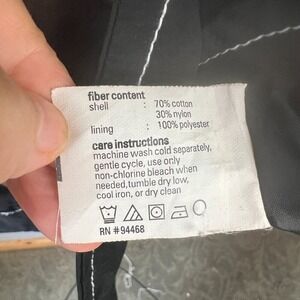 fiber content
shell : 70% cotton
30% nylon
lining : 100% polyester
care instructions
machine wash cold separately,
gentle cycle, use only
non-chlorine bleach when
needed,tumble dry low,
cool iron, or dry clean
RN #94468